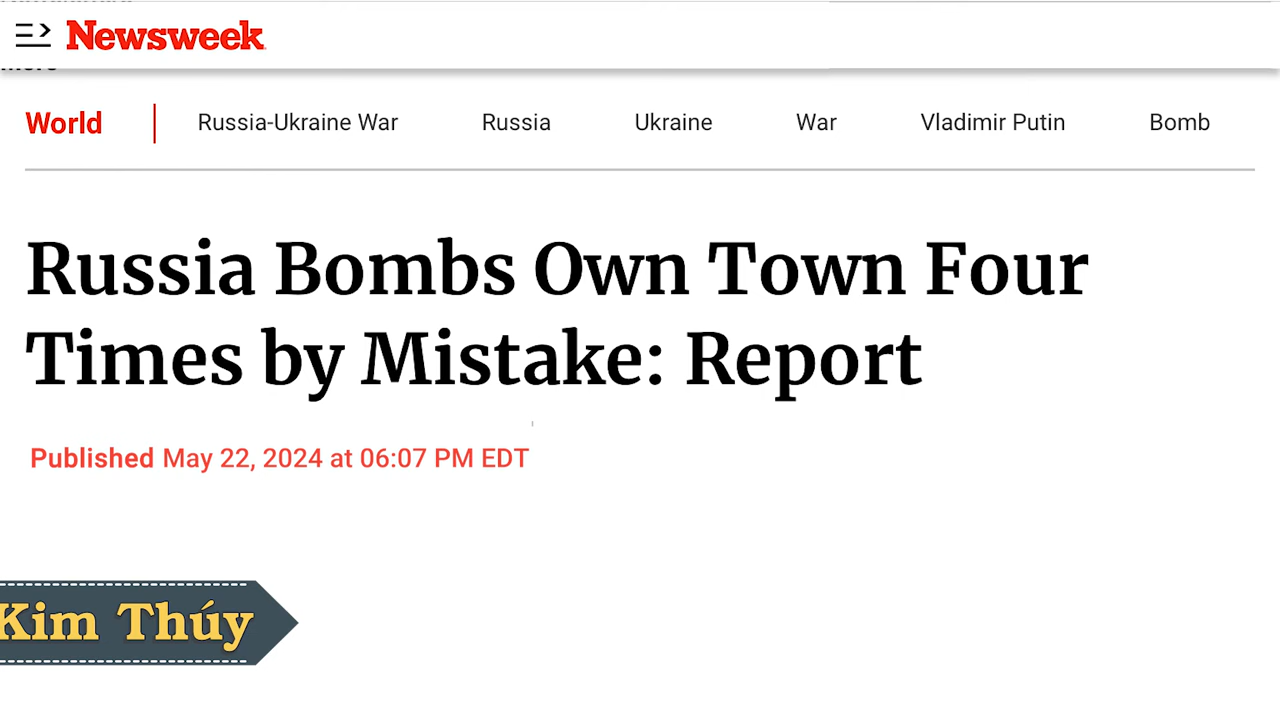 Newsweek
World
Russia-Ukraine War
Russia
Ukraine
War
Vladimir Putin
Bomb
Russia Bombs Own Town Four
Times by Mistake: Report
Published May 22, 2024 at 06:07 PM EDT
Kim Thúy